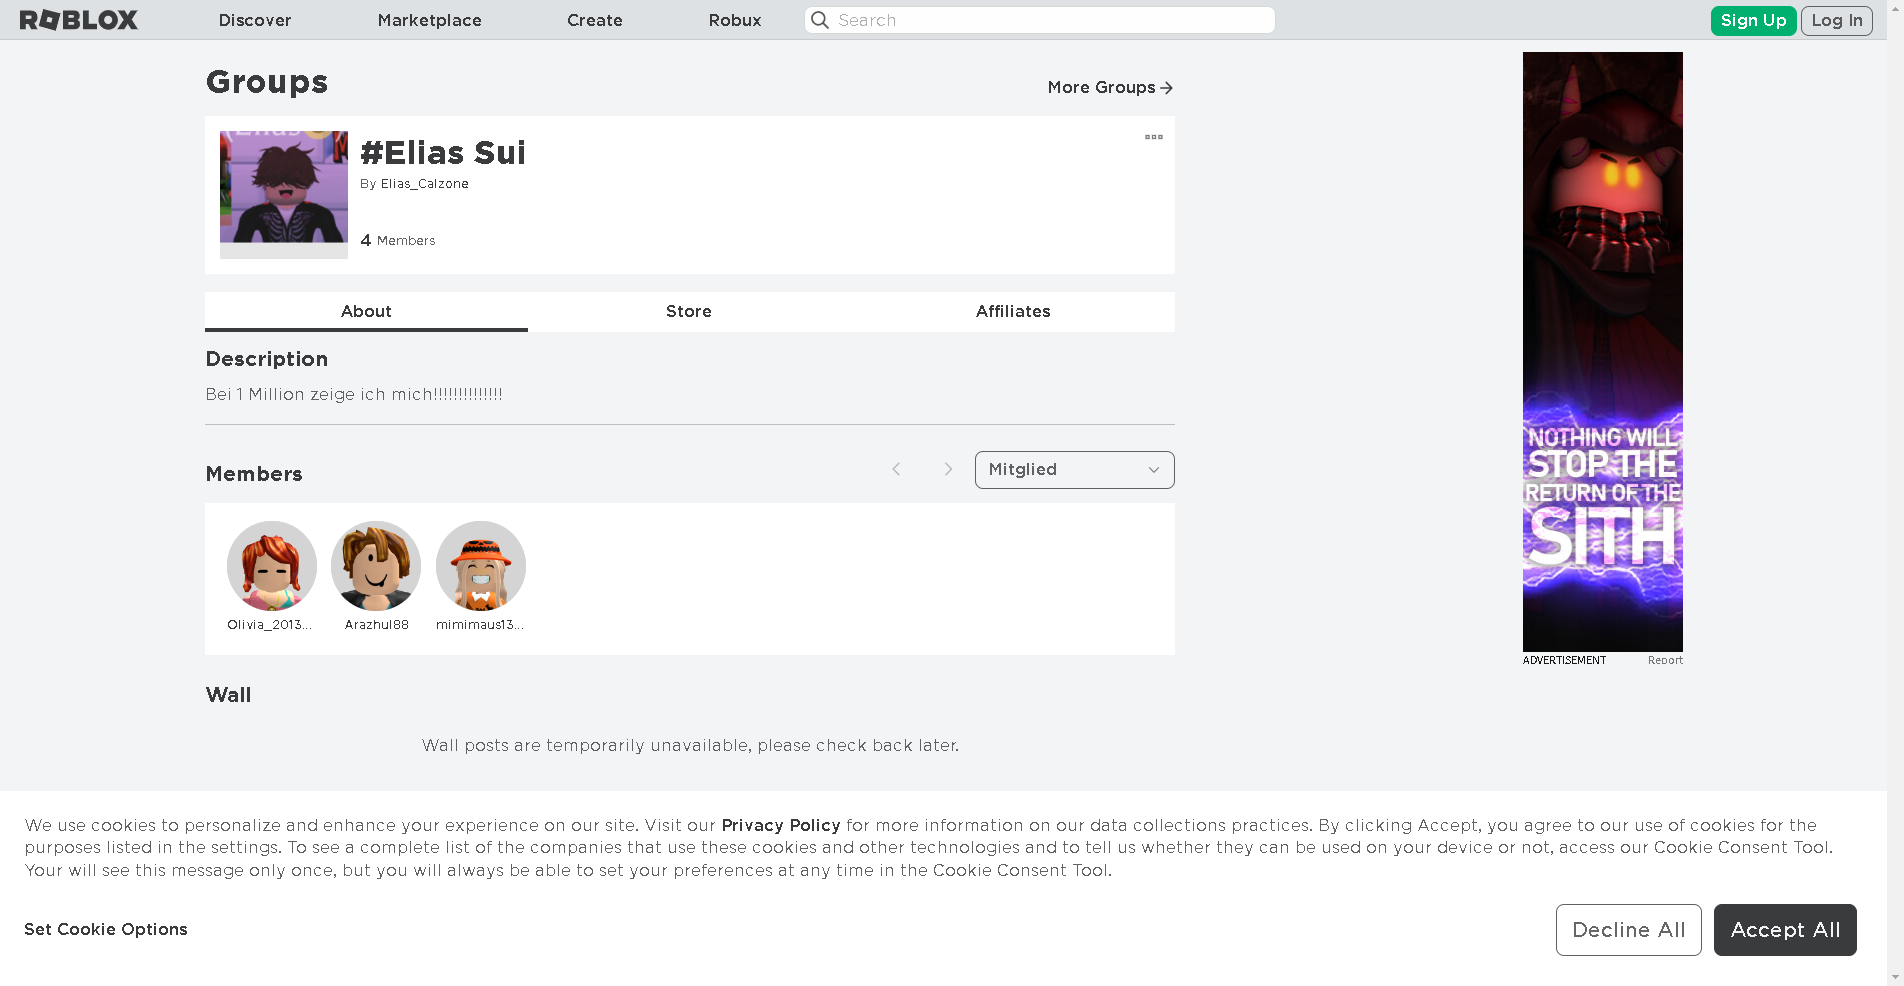 ROBLOX Discover Marketplace Create Robux Search Sign Up Log In
Groups
More Groups
#Elias Sui
By Elias_Calzone
4 Members
About Store Affiliates
Description
Bei 1 Million zeige ich mich!!!!!!!!!!!!!!
Members
Mitglied
Olivia_2013... Arazhul88 mimimaus13...
Wall
Wall posts are temporarily unavailable, please check back later.
NOTHING WILL
STOP THE
RETURN OF THE
SITH
ADVERTISEMENT Report
We use cookies to personalize and enhance your experience on our site. Visit our Privacy Policy for more information on our data collections practices. By clicking Accept, you agree to our use of cookies for the
purposes listed in the settings. To see a complete list of the companies that use these cookies and other technologies and to tell us whether they can be used on your device or not, access our Cookie Consent Tool.
Your will see this message only once, but you will always be able to set your preferences at any time in the Cookie Consent Tool.
Set Cookie Options
Decline All Accept All